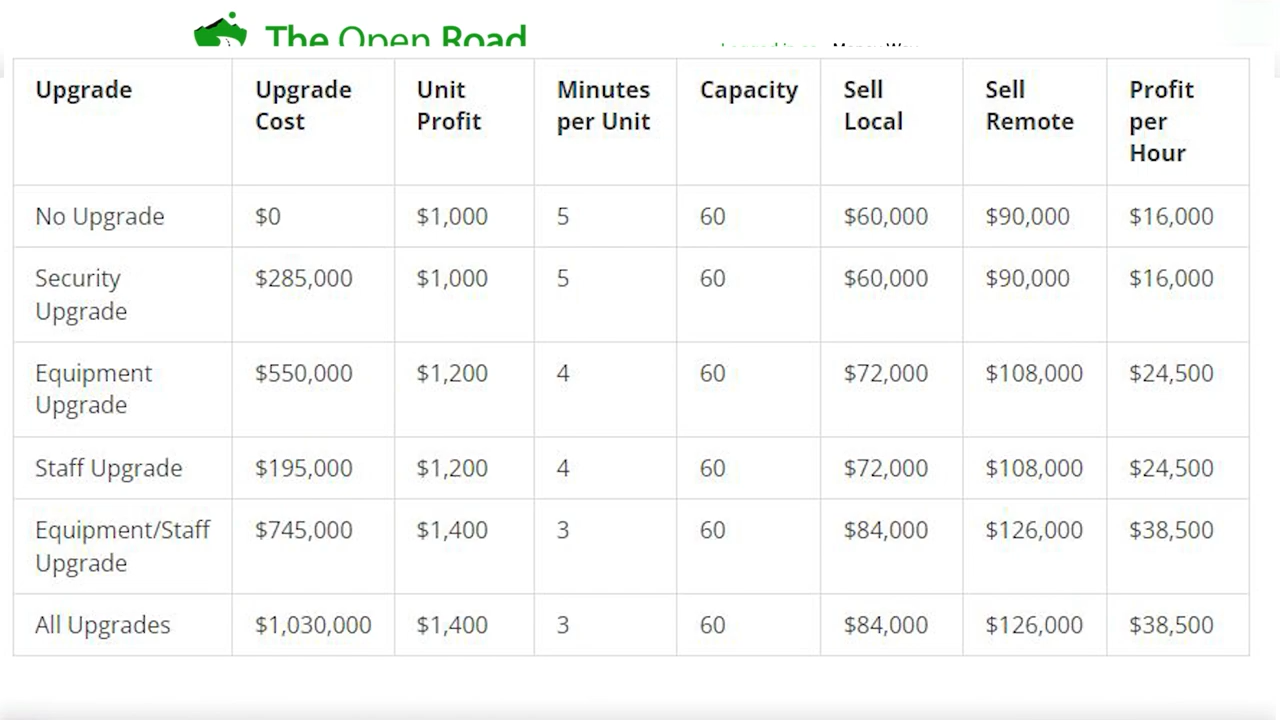 The Open Road
Upgrade Upgrade Cost Unit Profit Minutes per Unit Capacity Sell Local Sell Remote Profit per Hour
No Upgrade $0 $1,000 5 60 $60,000 $90,000 $16,000
Security Upgrade $285,000 $1,000 5 60 $60,000 $90,000 $16,000
Equipment Upgrade $550,000 $1,200 4 60 $72,000 $108,000 $24,500
Staff Upgrade $195,000 $1,200 4 60 $72,000 $108,000 $24,500
Equipment/Staff Upgrade $745,000 $1,400 3 60 $84,000 $126,000 $38,500
All Upgrades $1,030,000 $1,400 3 60 $84,000 $126,000 $38,500